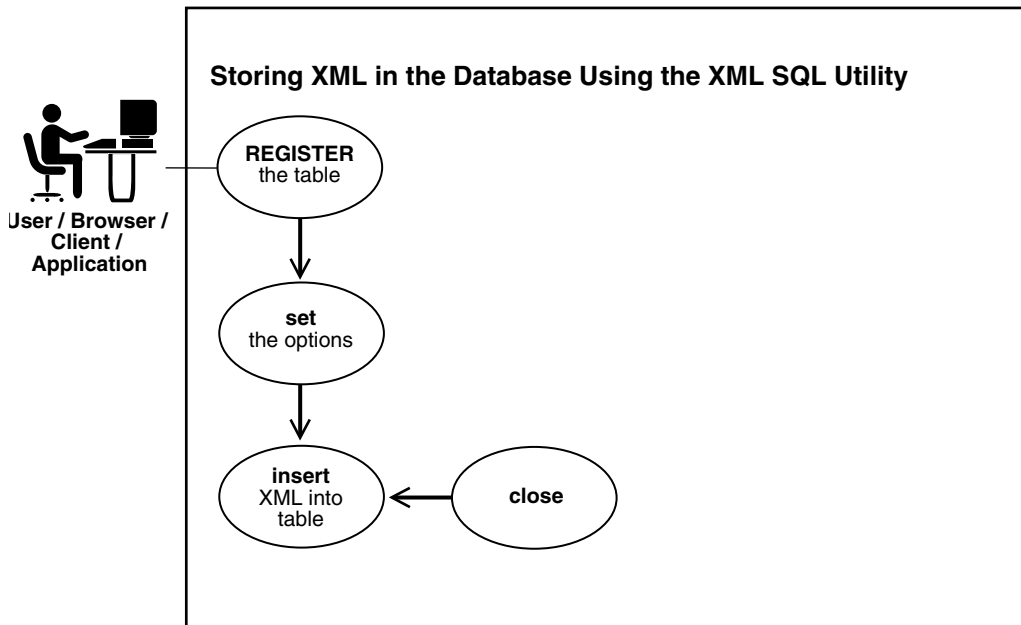 Storing XML in the Database Using the XML SQL Utility
User / Browser /
Client /
Application
REGISTER
the table
set
the options
insert
XML into
table
close